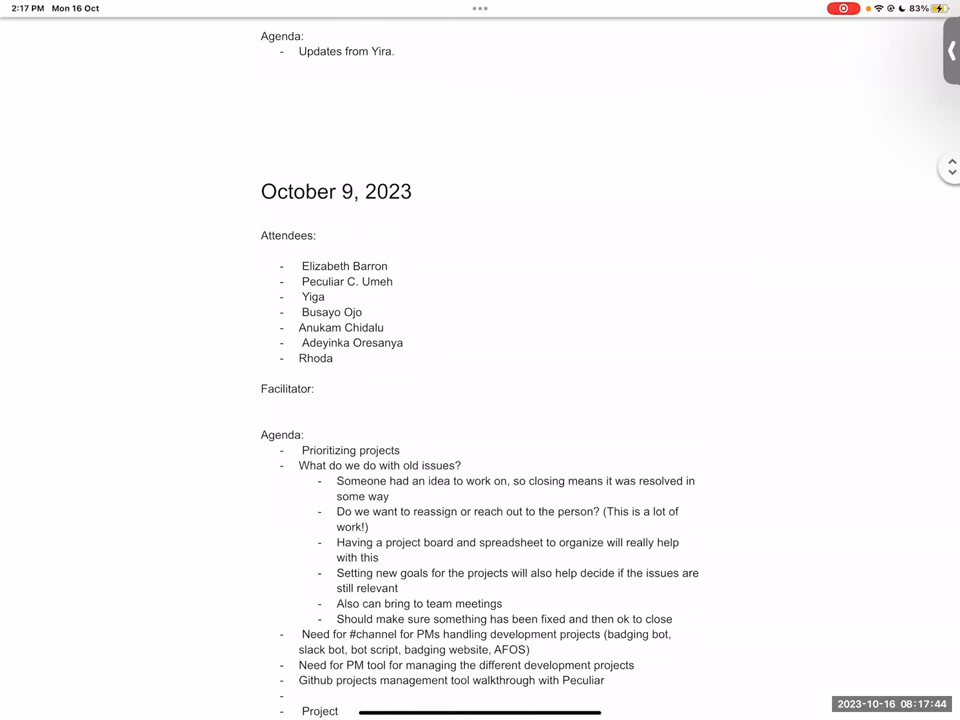 2:17 PM Mon 16 Oct
83%
Agenda:
- Updates from Yira.
October 9, 2023
Attendees:
- Elizabeth Barron
- Peculiar C. Umeh
- Yiga
- Busayo Ojo
- Anukam Chidalu
- Adeyinka Oresanya
- Rhoda
Facilitator:
Agenda:
- Prioritizing projects
- What do we do with old issues?
- Someone had an idea to work on, so closing means it was resolved in
some way
- Do we want to reassign or reach out to the person? (This is a lot of
work!)
- Having a project board and spreadsheet to organize will really help
with this
- Setting new goals for the projects will also help decide if the issues are
still relevant
- Also can bring to team meetings
- Should make sure something has been fixed and then ok to close
- Need for #channel for PMs handling development projects (badging bot,
slack bot, bot script, badging website, AFOS)
- Need for PM tool for managing the different development projects
- Github projects management tool walkthrough with Peculiar
-
- Project
2023-10-16 08:17:44